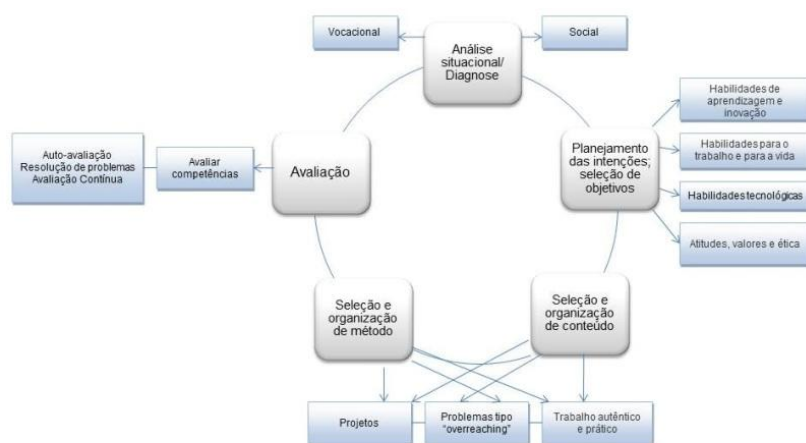 Vocacional
Análise
situacional/
Diagnose
Social
Habilidades de
aprendizagem e
inovação
Planejamento
das intenções;
seleção de
objetivos
Habilidades para o
trabalho e para a vida
Habilidades tecnológicas
Atitudes, valores e ética
Auto-avaliação
Resolução de problemas
Avaliação Contínua
Avaliar
competências
Avaliação
Seleção e
organização
de método
Seleção e
organização
de conteúdo
Projetos
Problemas tipo
"overreaching"
Trabalho autêntico
e prático